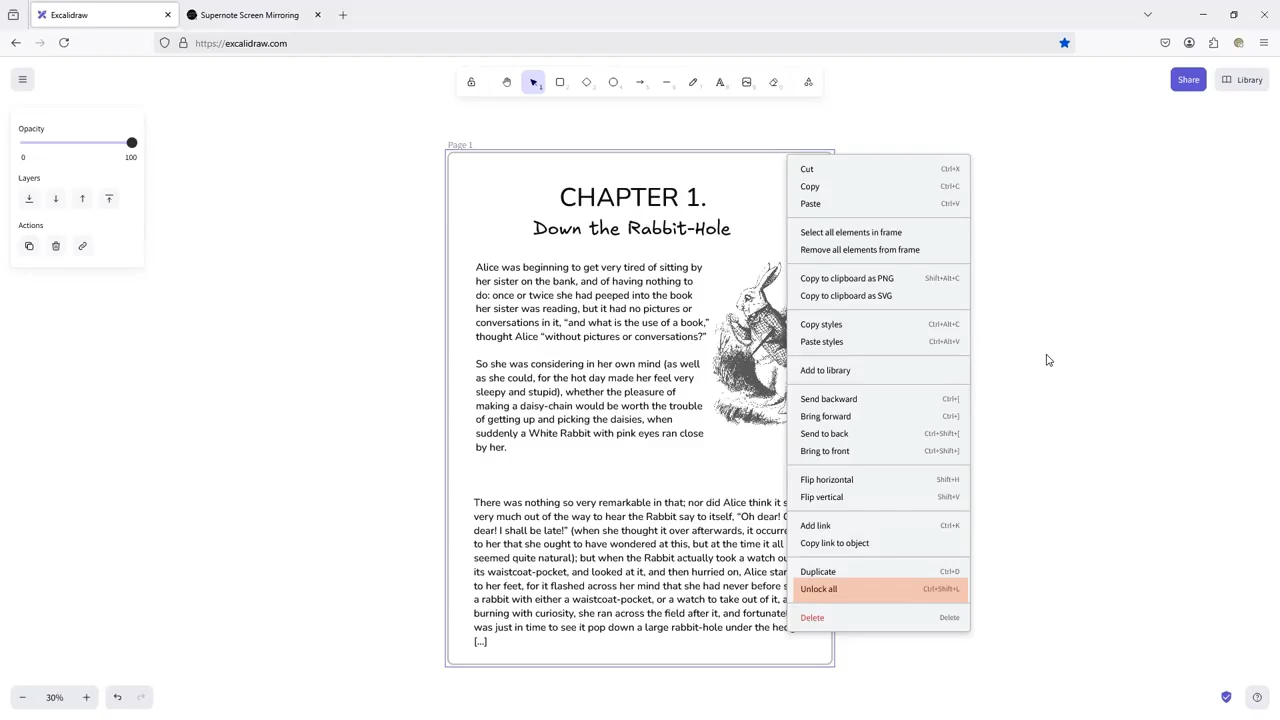 Excalidraw
Supernote Screen Mirroring
https://excalidraw.com
1
2
3
4
5
6
7
8
9
0
Share
Library
Opacity
0
100
Layers
Actions
Page 1
CHAPTER 1.
Down the Rabbit-Hole
Alice was beginning to get very tired of sitting by
her sister on the bank, and of having nothing to
do: once or twice she had peeped into the book
her sister was reading, but it had no pictures or
conversations in it, “and what is the use of a book,”
thought Alice “without pictures or conversations?”
So she was considering in her own mind (as well
as she could, for the hot day made her feel very
sleepy and stupid), whether the pleasure of
making a daisy-chain would be worth the trouble
of getting up and picking the daisies, when
suddenly a White Rabbit with pink eyes ran close
by her.
There was nothing so very remarkable in that; nor did Alice think it s
very much out of the way to hear the Rabbit say to itself, “Oh dear!
dear! I shall be late!” (when she thought it over afterwards, it occurre
to her that she ought to have wondered at this, but at the time it all
seemed quite natural); but when the Rabbit actually took a watch ou
its waistcoat-pocket, and looked at it, and then hurried on, Alice star
to her feet, for it flashed across her mind that she had never before s
a rabbit with either a waistcoat-pocket, or a watch to take out of it, a
burning with curiosity, she ran across the field after it, and fortunate
was just in time to see it pop down a large rabbit-hole under the hed
[...]
Cut Ctrl+X
Copy Ctrl+C
Paste Ctrl+V
Select all elements in frame
Remove all elements from frame
Copy to clipboard as PNG Shift+Alt+C
Copy to clipboard as SVG
Copy styles Ctrl+Alt+C
Paste styles Ctrl+Alt+V
Add to library
Send backward Ctrl+[
Bring forward Ctrl+]
Send to back Ctrl+Shift+[
Bring to front Ctrl+Shift+]
Flip horizontal Shift+H
Flip vertical Shift+V
Add link Ctrl+K
Copy link to object
Duplicate Ctrl+D
Unlock all Ctrl+Shift+L
Delete Delete
30%